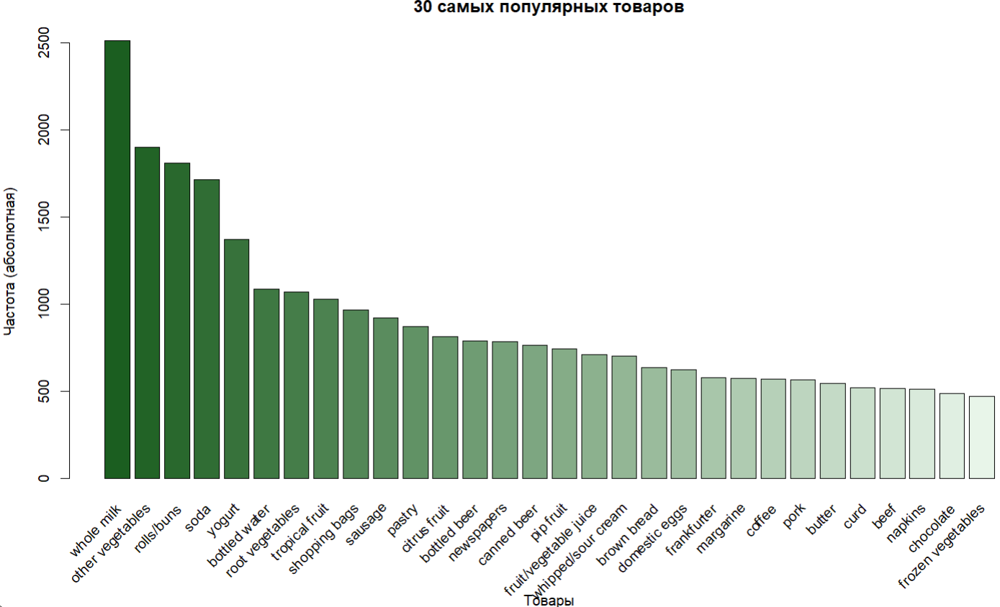 30 самых популярных товаров
Частота (абсолютная)
2500
2000
1500
1000
500
0
whole milk
other vegetables
rolls/buns
soda
yogurt
bottled water
root vegetables
tropical fruit
shopping bags
sausage
pastry
citrus fruit
bottled beer
newspapers
canned beer
pip fruit
fruit/vegetable juice
whipped/sour cream
brown bread
domestic eggs
frankfurter
margarine
coffee
pork
butter
curd
beef
napkins
chocolate
frozen vegetables
Товары